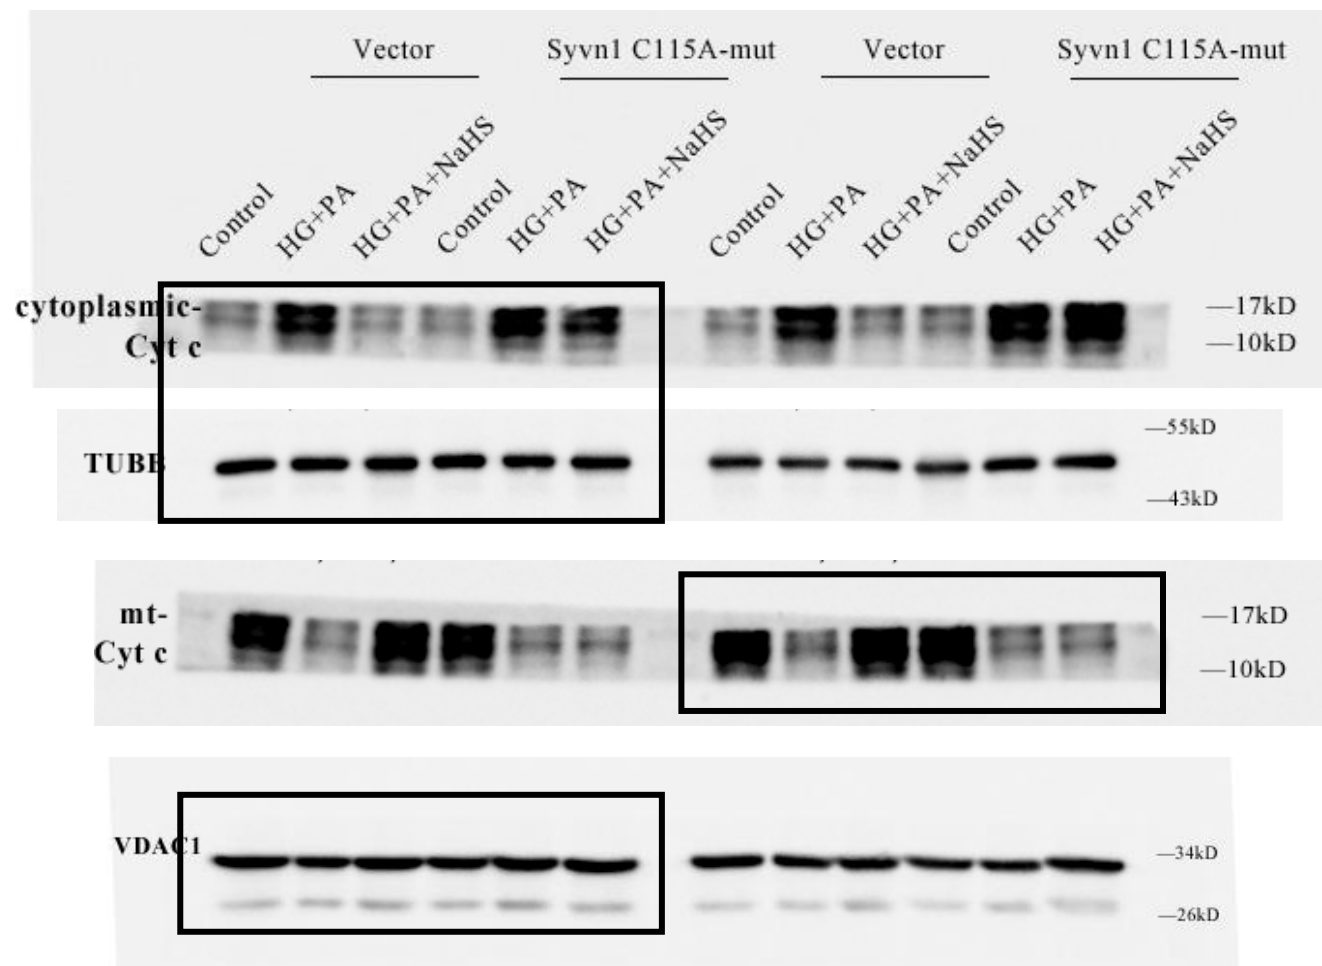 Vector Syvn1 C115A-mut Vector Syvn1 C115A-mut
Control HG+PA HG+PA+NaHS Control HG+PA HG+PA+NaHS Control HG+PA HG+PA+NaHS Control HG+PA HG+PA+NaHS
cytoplasmic- —17kD
Cyt c —10kD
—55kD
TUBB
—43kD
mt- —17kD
Cyt c —10kD
VDAC1 —34kD
—26kD